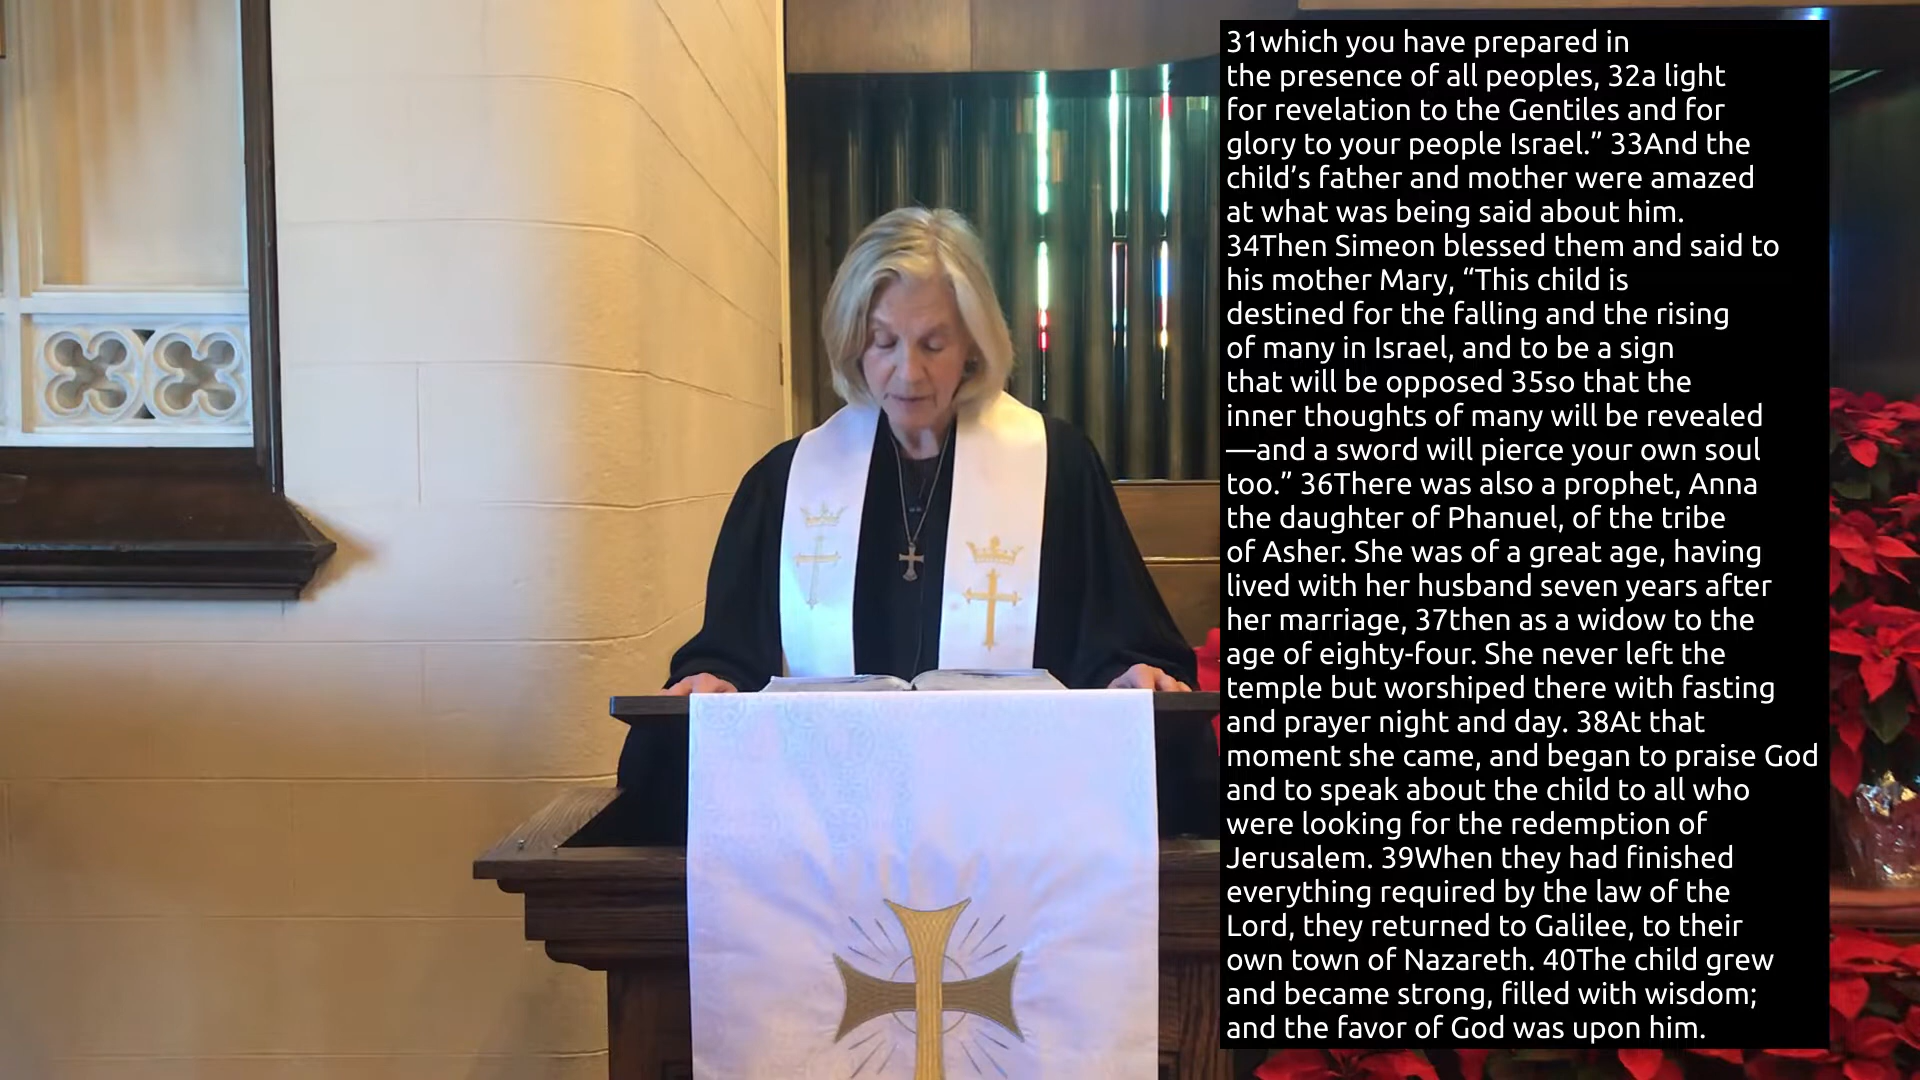 31which you have prepared in
the presence of all peoples, 32a light
for revelation to the Gentiles and for
glory to your people Israel.” 33And the
child’s father and mother were amazed
at what was being said about him.
34Then Simeon blessed them and said to
his mother Mary, “This child is
destined for the falling and the rising
of many in Israel, and to be a sign
that will be opposed 35so that the
inner thoughts of many will be revealed
—and a sword will pierce your own soul
too.” 36There was also a prophet, Anna
the daughter of Phanuel, of the tribe
of Asher. She was of a great age, having
lived with her husband seven years after
her marriage, 37then as a widow to the
age of eighty-four. She never left the
temple but worshiped there with fasting
and prayer night and day. 38At that
moment she came, and began to praise God
and to speak about the child to all who
were looking for the redemption of
Jerusalem. 39When they had finished
everything required by the law of the
Lord, they returned to Galilee, to their
own town of Nazareth. 40The child grew
and became strong, filled with wisdom;
and the favor of God was upon him.